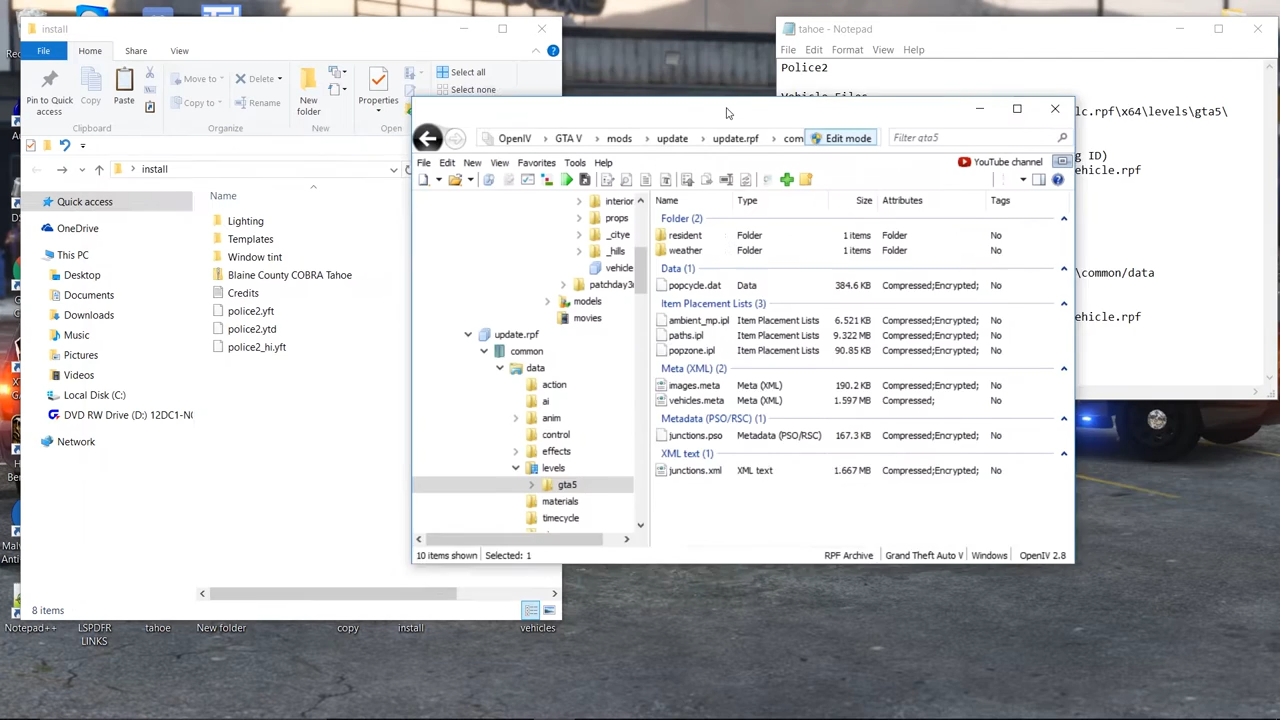 install
File Home Share View
Pin to Quick access
Copy
Paste
Move to
Copy to
Delete
Rename
New folder
Properties
Select all
Select none
Clipboard Organize New Open
install
Quick access
OneDrive
This PC
Desktop
Documents
Downloads
Music
Pictures
Videos
Local Disk (C:)
DVD RW Drive (D:) 12DC1-N
Network
Name
Lighting
Templates
Window tint
Blaine County COBRA Tahoe
Credits
police2.yft
police2.ytd
police2_hi.yft
8 items
Notepad++ LSPDFR LINKS tahoe New folder copy install vehicles
OpenIV GTA V mods update update.rpf com Edit mode Filter gta5
File Edit New View Favorites Tools Help YouTube channel
interior
props
_citye
_hills
vehicle
patchday3
models
movies
update.rpf
common
data
action
ai
anim
control
effects
levels
gta5
materials
timecycle
Name Type Size Attributes Tags
Folder (2)
resident Folder 1 items Folder No
weather Folder 1 items Folder No
Data (1)
popcycle.dat Data 384.6 KB Compressed;Encrypted; No
Item Placement Lists (3)
ambient_mp.ipl Item Placement Lists 6.521 KB Compressed;Encrypted; No
paths.ipl Item Placement Lists 9.322 MB Compressed;Encrypted; No
popzone.ipl Item Placement Lists 90.85 KB Compressed;Encrypted; No
Meta (XML) (2)
images.meta Meta (XML) 190.2 KB Compressed;Encrypted; No
vehicles.meta Meta (XML) 1.597 MB Compressed; No
Metadata (PSO/RSC) (1)
junctions.pso Metadata (PSO/RSC) 167.3 KB Compressed;Encrypted; No
XML text (1)
junctions.xml XML text 1.667 MB Compressed;Encrypted; No
10 items shown Selected: 1 RPF Archive Grand Theft Auto V Windows OpenIV 2.8
tahoe - Notepad
File Edit Format View Help
Police2
Vehicle Files
lc.rpf\x64\levels\gta5\
g ID)
ehicle.rpf
\common/data
ehicle.rpf